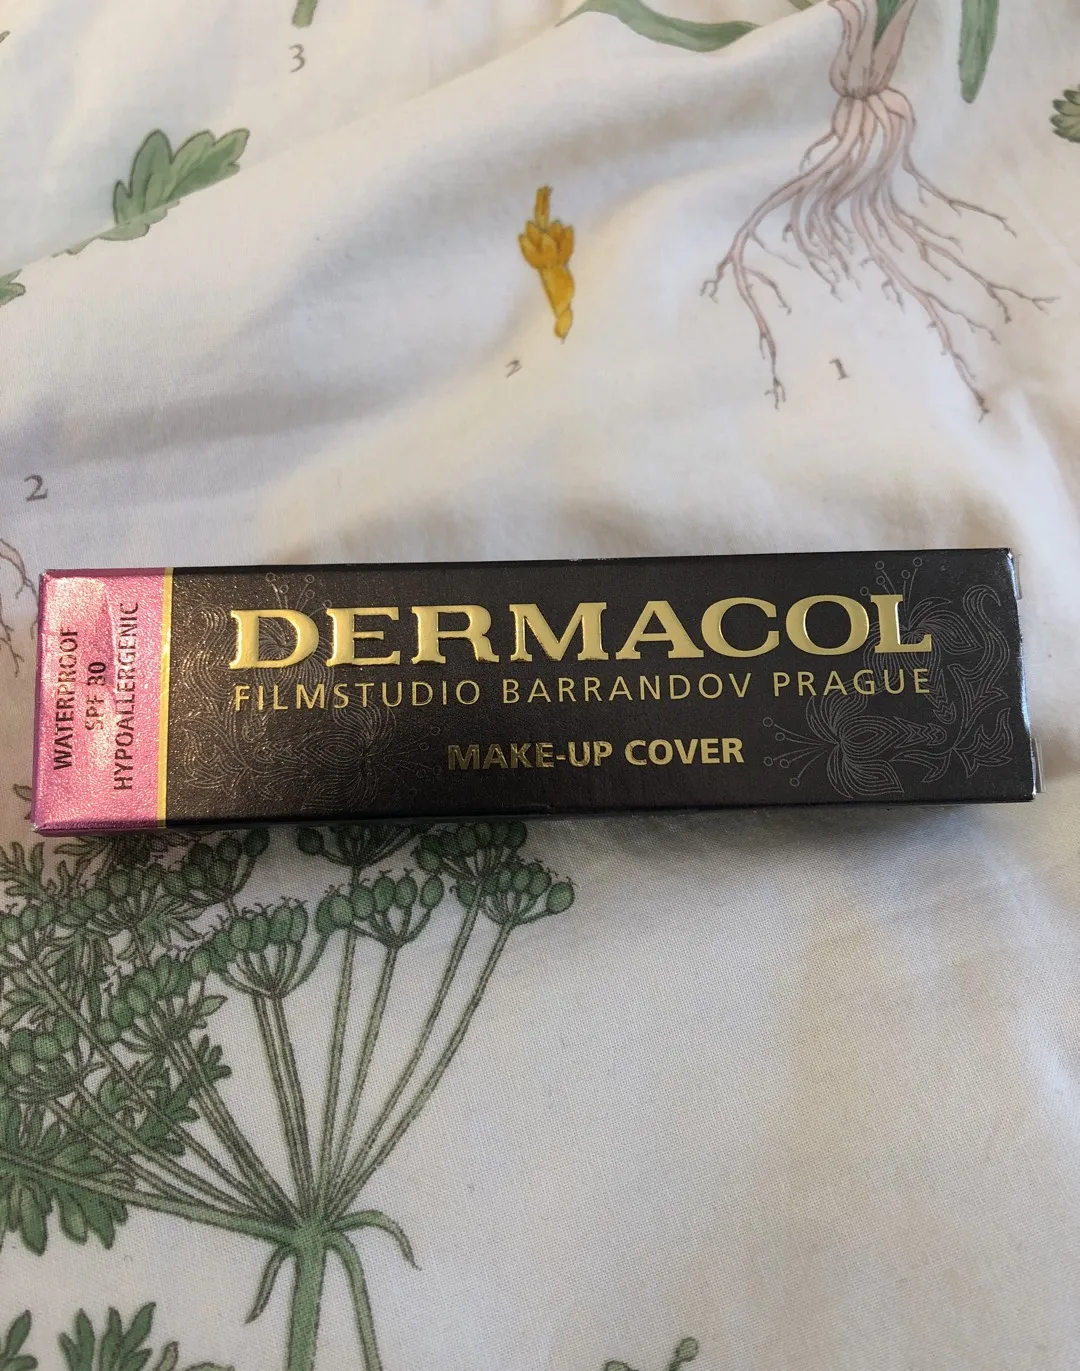 3
2
1
2
WATERPROOF
SPF 30
HYPOALLERGENIC
DERMACOL
FILMSTUDIO BARRANDOV PRAGUE
MAKE-UP COVER